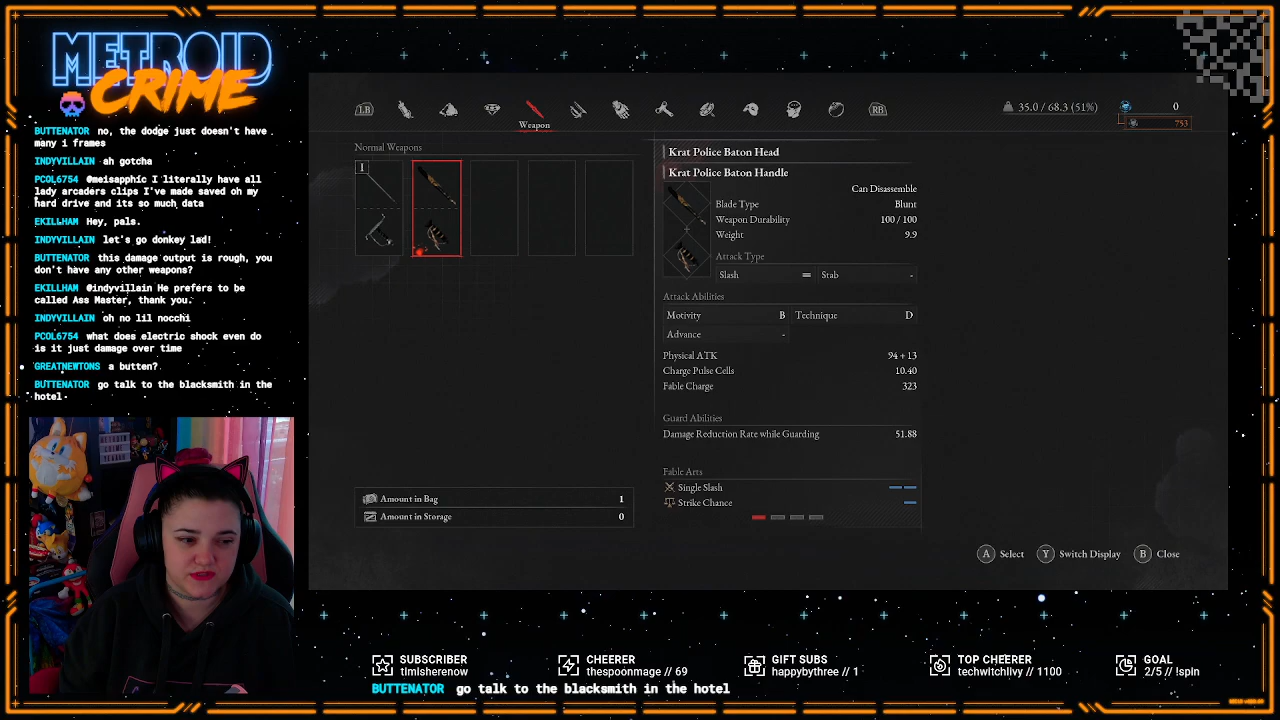 METROID
CRIME
BUTTENATOR no, the dodge just doesn't have
many i frames
INDYVILLAIN ah gotcha
PCOL6754 @meisapphic I literally have all
lady arcaders clips I've made saved oh my
hard drive and its so much data
EKILLHAM Hey, pals.
INDYVILLAIN let's go donkey lad!
BUTTENATOR this damage output is rough, you
don't have any other weapons?
EKILLHAM @indyvillain He prefers to be
called Ass Master, thank you.
INDYVILLAIN oh no lil nocchi
PCOL6754 what does electric shock even do
is it just damage over time
GREATNEWTONS a butten?
BUTTENATOR go talk to the blacksmith in the
hotel
LB
RB
Weapon
35.0 / 68.3 (51%)
0
753
Normal Weapons
I
Krat Police Baton Head
Krat Police Baton Handle
Can Disassemble
Blade Type Blunt
Weapon Durability 100 / 100
Weight 9.9
Attack Type
Slash = Stab -
Attack Abilities
Motivity B Technique D
Advance -
Physical ATK 94 + 13
Charge Pulse Cells 10.40
Fable Charge 323
Guard Abilities
Damage Reduction Rate while Guarding 51.88
Fable Arts
Single Slash
Strike Chance
Amount in Bag 1
Amount in Storage 0
A Select Y Switch Display B Close
SUBSCRIBER
timisherenow
CHEERER
thespoonmage // 69
GIFT SUBS
happybythree // 1
TOP CHEERER
techwitchlivy // 1100
GOAL
2/5 // !spin
BUTTENATOR go talk to the blacksmith in the hotel